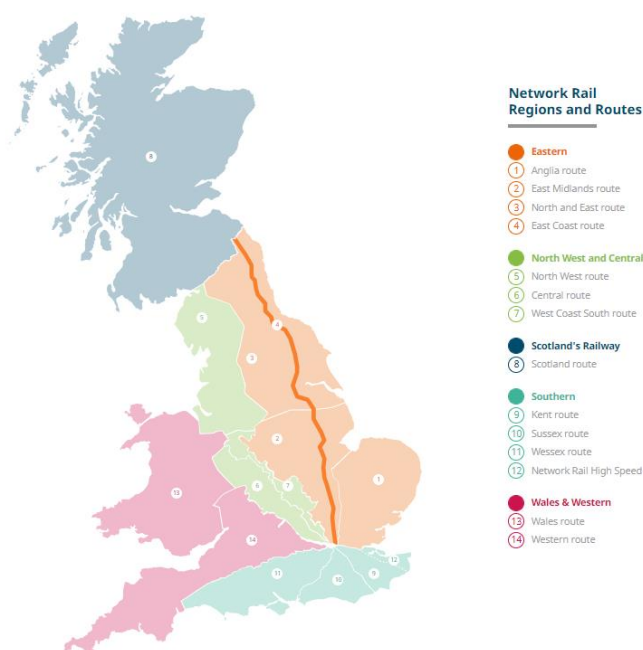 Network Rail
Regions and Routes
Eastern
1 Anglia route
2 East Midlands route
3 North and East route
4 East Coast route
North West and Central
5 North West route
6 Central route
7 West Coast South route
Scotland's Railway
8 Scotland route
Southern
9 Kent route
10 Sussex route
11 Wessex route
12 Network Rail High Speed
Wales & Western
13 Wales route
14 Western route
8
5
4
3
2
1
13
6
7
14
12
11
10
9